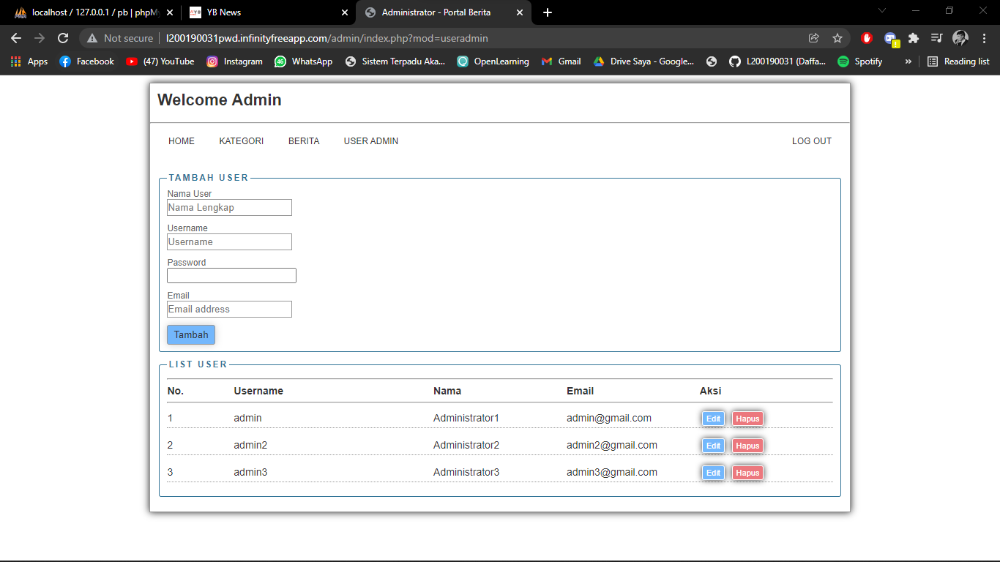 localhost / 127.0.0.1 / pb | phpMy
YB News
Administrator - Portal Berita
Not secure
l200190031pwd.infinityfreeapp.com/admin/index.php?mod=useradmin
Apps
Facebook
(47) YouTube
Instagram
46
WhatsApp
Sistem Terpadu Aka...
OpenLearning
Gmail
Drive Saya - Google...
L200190031 (Daffa...
Spotify
»
Reading list
Welcome Admin
HOME KATEGORI BERITA USER ADMIN LOG OUT
TAMBAH USER
Nama User
Nama Lengkap
Username
Username
Password
Email
Email address
Tambah
LIST USER
No. Username Nama Email Aksi
1 admin Administrator1 admin@gmail.com Edit Hapus
2 admin2 Administrator2 admin2@gmail.com Edit Hapus
3 admin3 Administrator3 admin3@gmail.com Edit Hapus